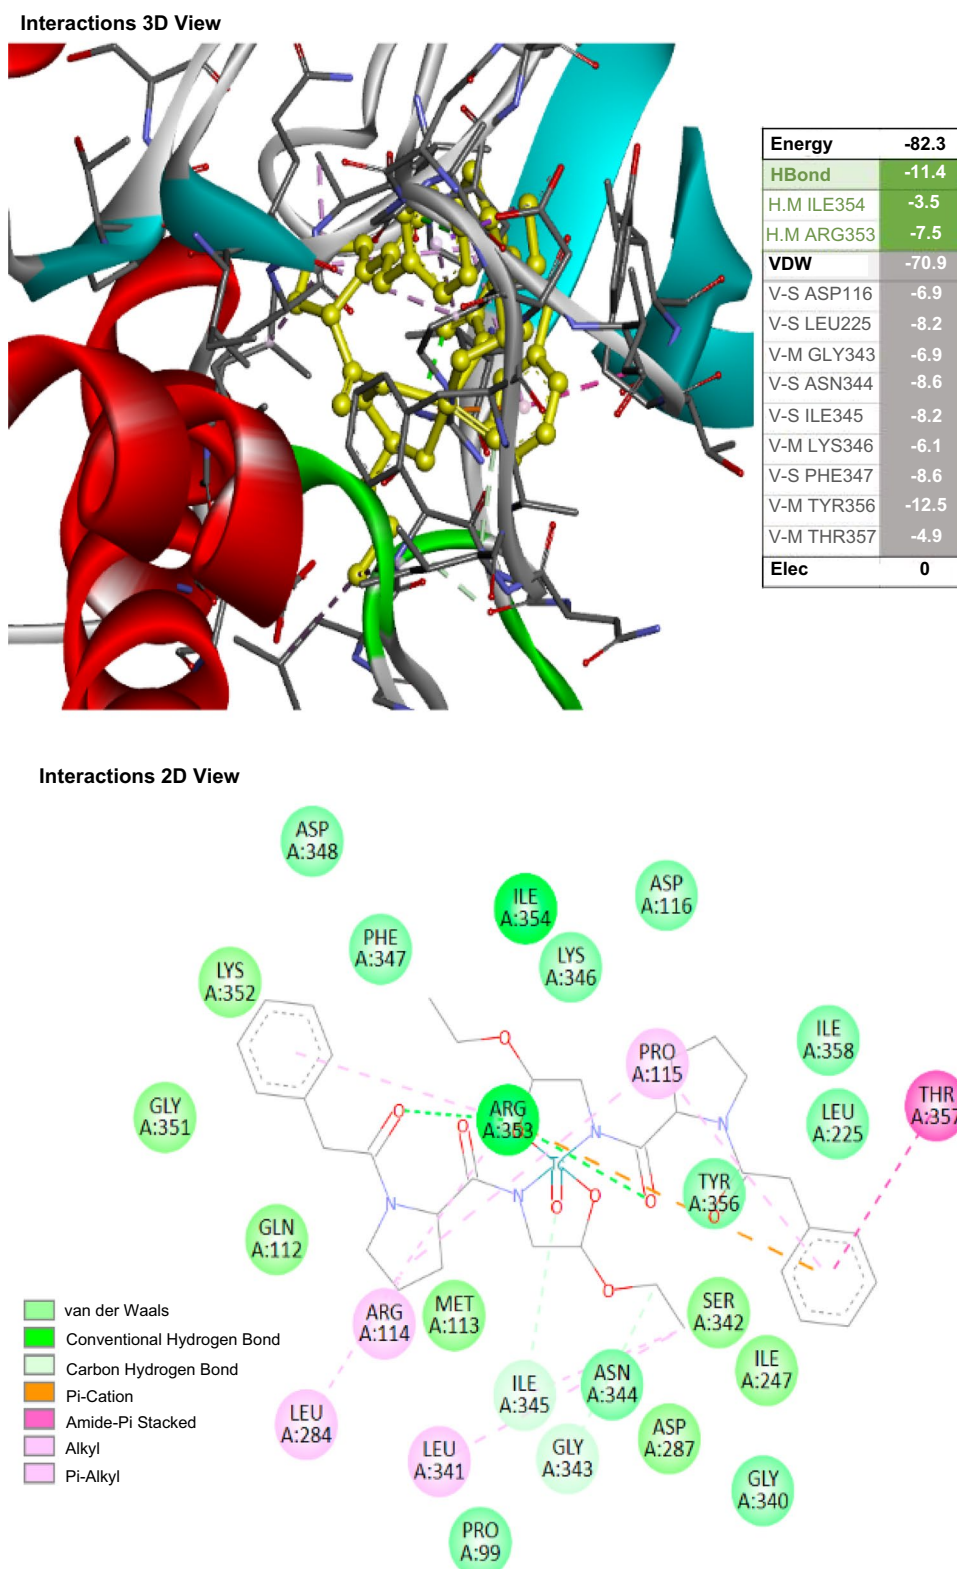 Interactions 3D View
Energy -82.3
HBond -11.4
H.M ILE354 -3.5
H.M ARG353 -7.5
VDW -70.9
V-S ASP116 -6.9
V-S LEU225 -8.2
V-M GLY343 -6.9
V-S ASN344 -8.6
V-S ILE345 -8.2
V-M LYS346 -6.1
V-S PHE347 -8.6
V-M TYR356 -12.5
V-M THR357 -4.9
Elec 0
Interactions 2D View
ASP
A:348
ILE
A:354
ASP
A:116
PHE
A:347
LYS
A:346
LYS
A:352
ILE
A:358
PRO
A:115
THR
A:357
GLY
A:351
ARG
A:353
LEU
A:225
O
O
O
N
N
Tc
TYR
A:356
N
N
O
O
O
O
GLN
A:112
O
ARG
A:114
MET
A:113
SER
A:342
ILE
A:247
ILE
A:345
ASN
A:344
LEU
A:284
LEU
A:341
GLY
A:343
ASP
A:287
GLY
A:340
PRO
A:99
van der Waals
Conventional Hydrogen Bond
Carbon Hydrogen Bond
Pi-Cation
Amide-Pi Stacked
Alkyl
Pi-Alkyl